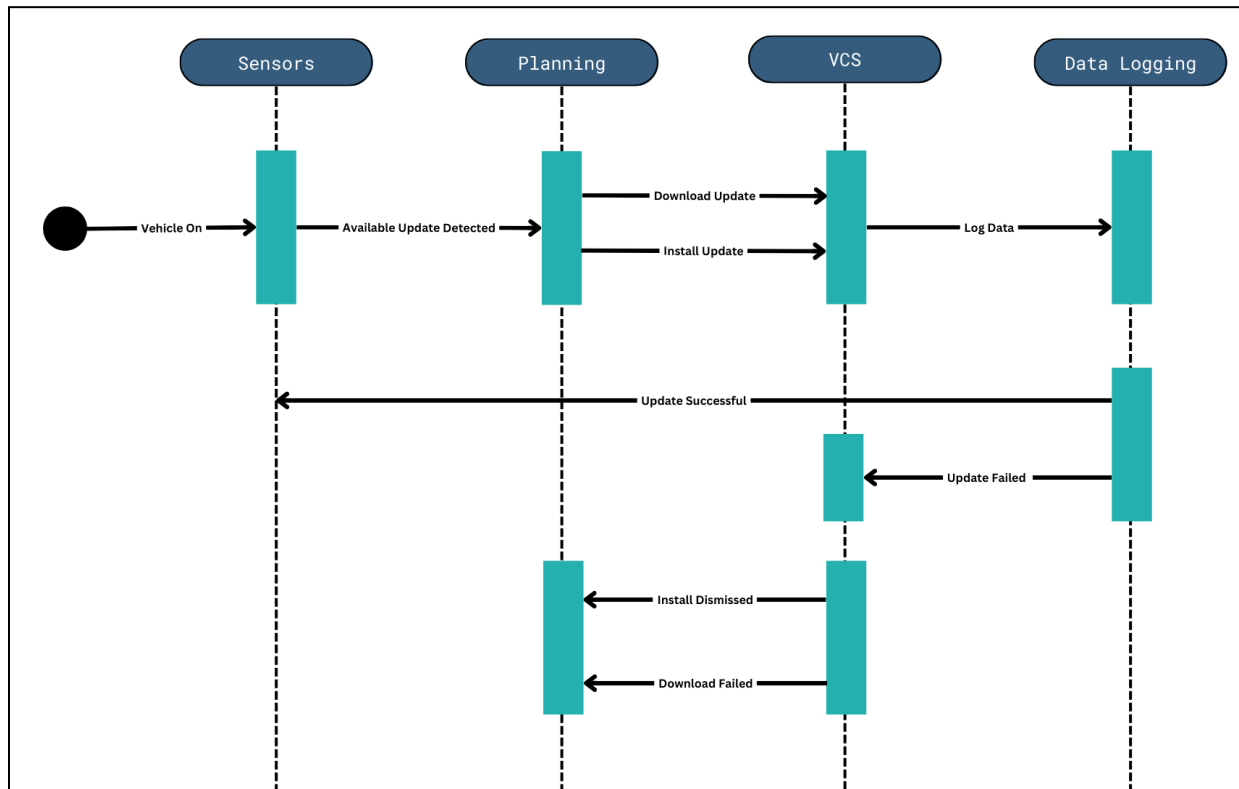 Sensors
Planning
VCS
Data Logging
Download Update
Vehicle On
Available Update Detected
Log Data
Install Update
Update Successful
Update Failed
Install Dismissed
Download Failed